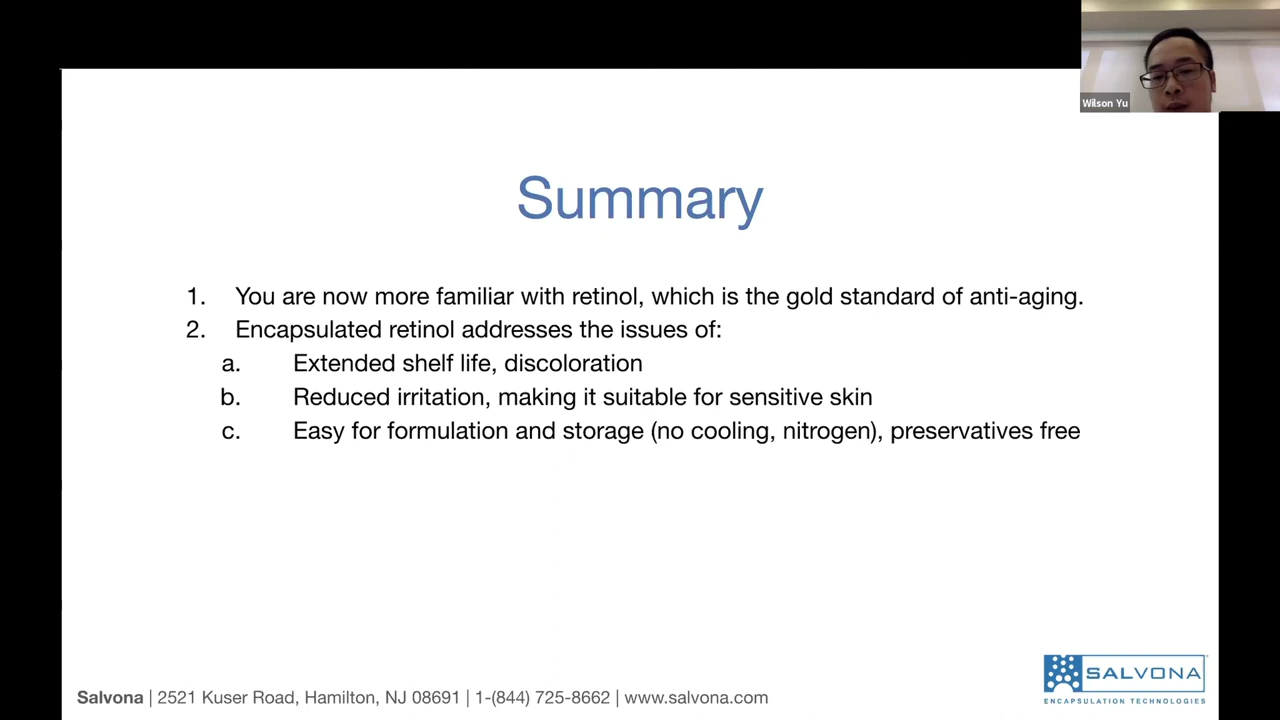 Wilson Yu
Summary
1. You are now more familiar with retinol, which is the gold standard of anti-aging.
2. Encapsulated retinol addresses the issues of:
a. Extended shelf life, discoloration
b. Reduced irritation, making it suitable for sensitive skin
c. Easy for formulation and storage (no cooling, nitrogen), preservatives free
Salvona | 2521 Kuser Road, Hamilton, NJ 08691 | 1-(844) 725-8662 | www.salvona.com
SALVONA
ENCAPSULATION TECHNOLOGIES